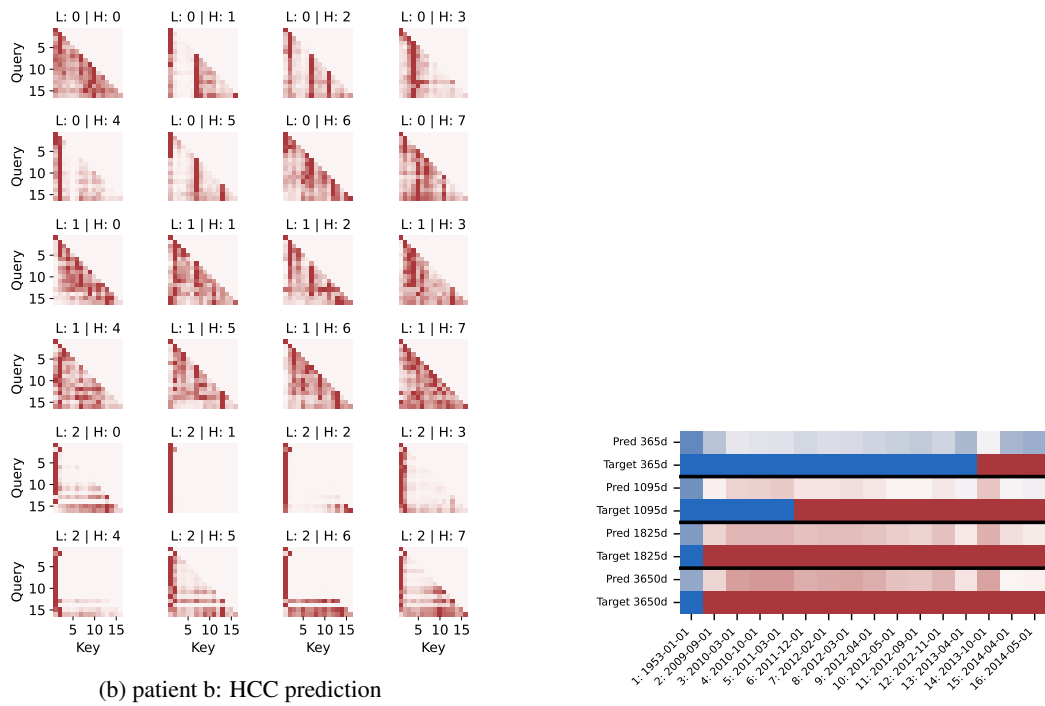 L: 0 | H: 0 L: 0 | H: 1 L: 0 | H: 2 L: 0 | H: 3
Query
5
10
15
L: 0 | H: 4 L: 0 | H: 5 L: 0 | H: 6 L: 0 | H: 7
Query
5
10
15
L: 1 | H: 0 L: 1 | H: 1 L: 1 | H: 2 L: 1 | H: 3
Query
5
10
15
L: 1 | H: 4 L: 1 | H: 5 L: 1 | H: 6 L: 1 | H: 7
Query
5
10
15
L: 2 | H: 0 L: 2 | H: 1 L: 2 | H: 2 L: 2 | H: 3
Query
5
10
15
L: 2 | H: 4 L: 2 | H: 5 L: 2 | H: 6 L: 2 | H: 7
Query
5
10
15
5 10 15 5 10 15 5 10 15 5 10 15
Key Key Key Key
(b) patient b: HCC prediction
Pred 365d
Target 365d
Pred 1095d
Target 1095d
Pred 1825d
Target 1825d
Pred 3650d
Target 3650d
1: 1953-01-01
2: 2009-09-01
3: 2010-03-01
4: 2010-10-01
5: 2011-03-01
6: 2011-12-01
7: 2012-02-01
8: 2012-03-01
9: 2012-04-01
10: 2012-05-01
11: 2012-09-01
12: 2012-11-01
13: 2013-04-01
14: 2013-10-01
15: 2014-04-01
16: 2014-05-01